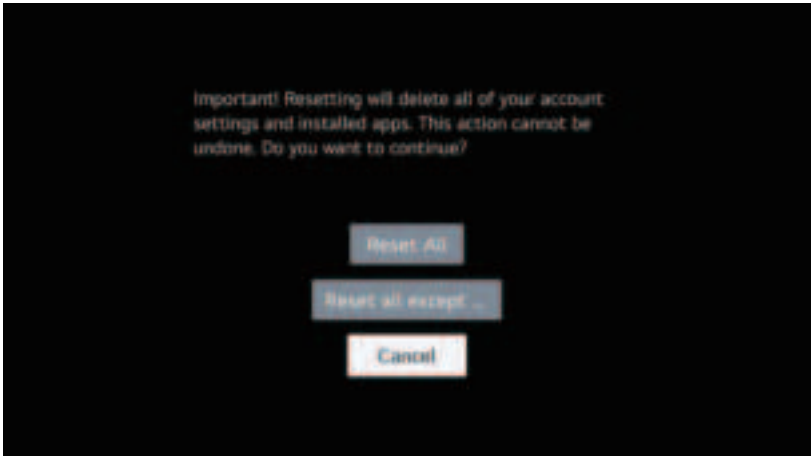 Important! Resetting will delete all of your account
settings and installed apps. This action cannot be
undone. Do you want to continue?
Reset All
Reset all except ...
Cancel